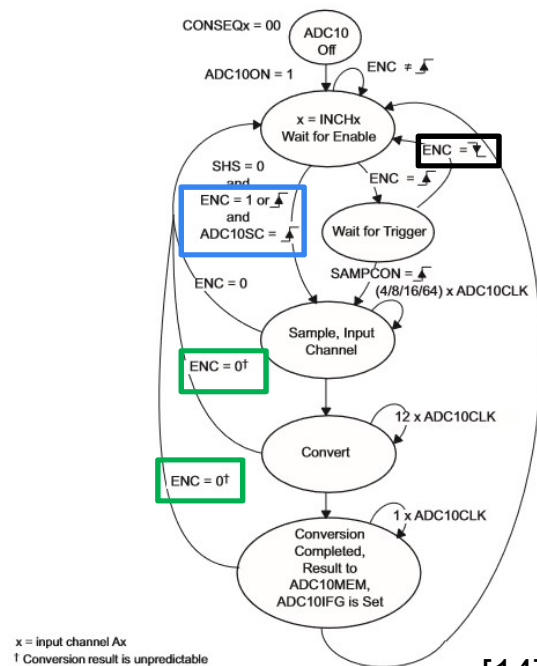 CONSEQx = 00
ADC10
Off
ADC10ON = 1
ENC ≠
x = INCHx
Wait for Enable
ENC =
SHS = 0
and
ENC = 1 or
and
ADC10SC =
ENC =
Wait for Trigger
SAMPCON =
(4/8/16/64) x ADC10CLK
ENC = 0
Sample, Input
Channel
ENC = 0†
12 x ADC10CLK
Convert
ENC = 0†
1 x ADC10CLK
Conversion
Completed,
Result to
ADC10MEM,
ADC10IFG is Set
x = input channel Ax
† Conversion result is unpredictable